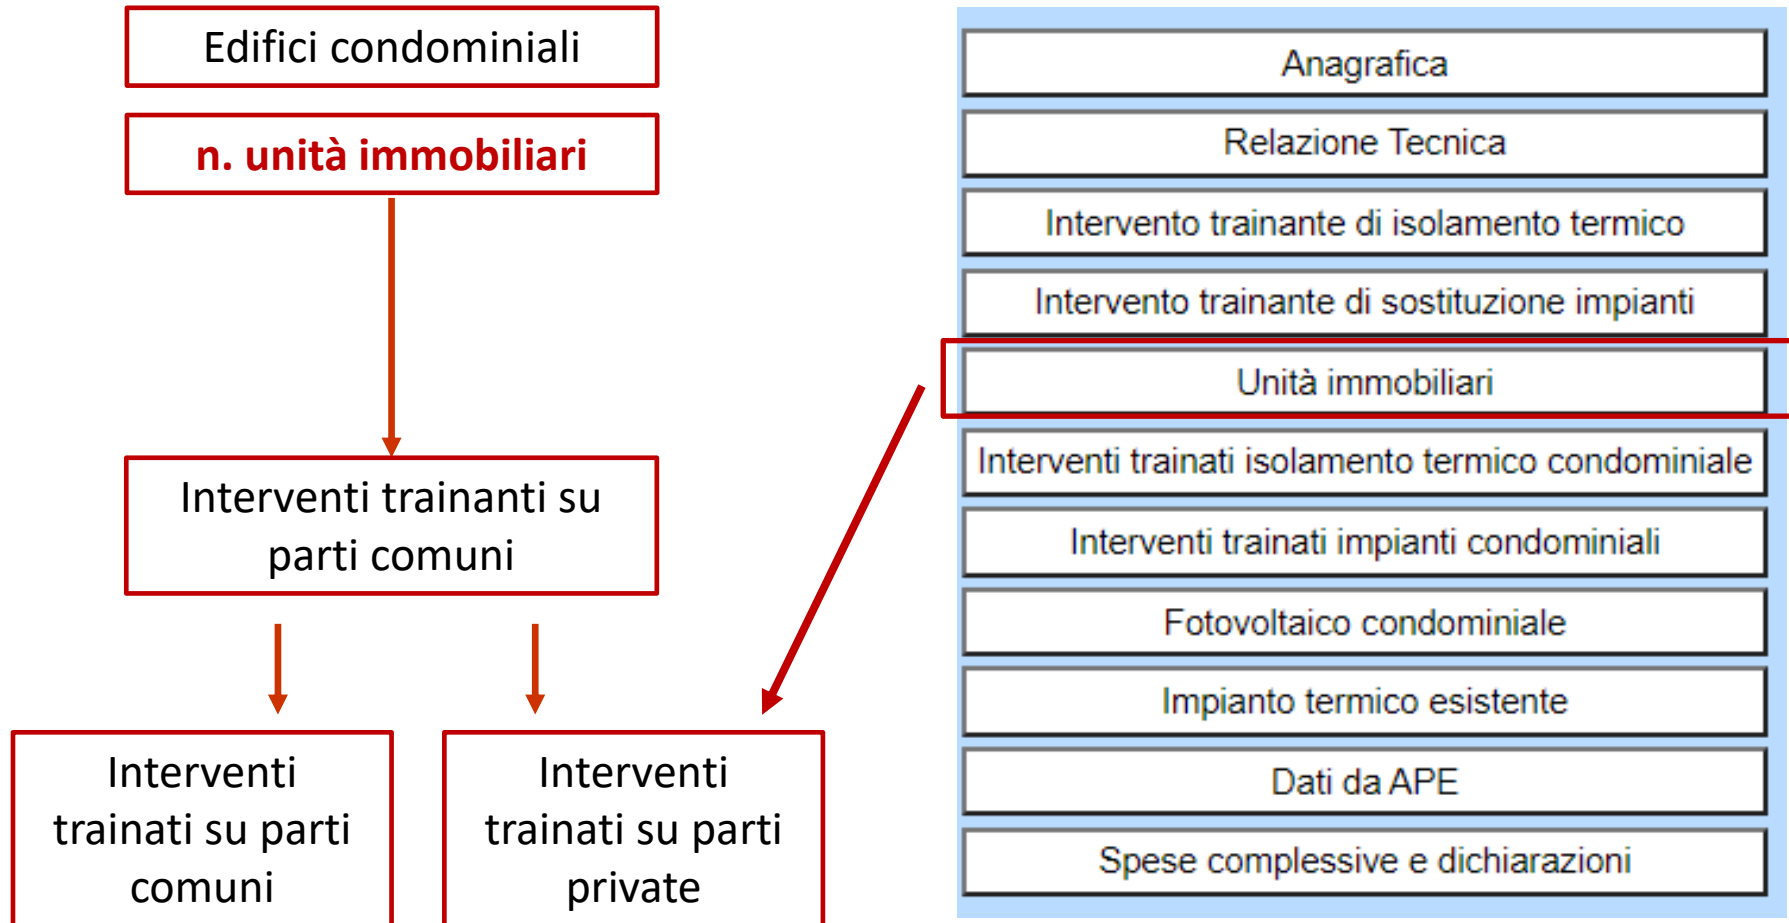 Edifici condominiali
n. unità immobiliari
Interventi trainanti su
parti comuni
Interventi
trainati su parti
comuni
Interventi
trainati su parti
private
Anagrafica
Relazione Tecnica
Intervento trainante di isolamento termico
Intervento trainante di sostituzione impianti
Unità immobiliari
Interventi trainati isolamento termico condominiale
Interventi trainati impianti condominiali
Fotovoltaico condominiale
Impianto termico esistente
Dati da APE
Spese complessive e dichiarazioni